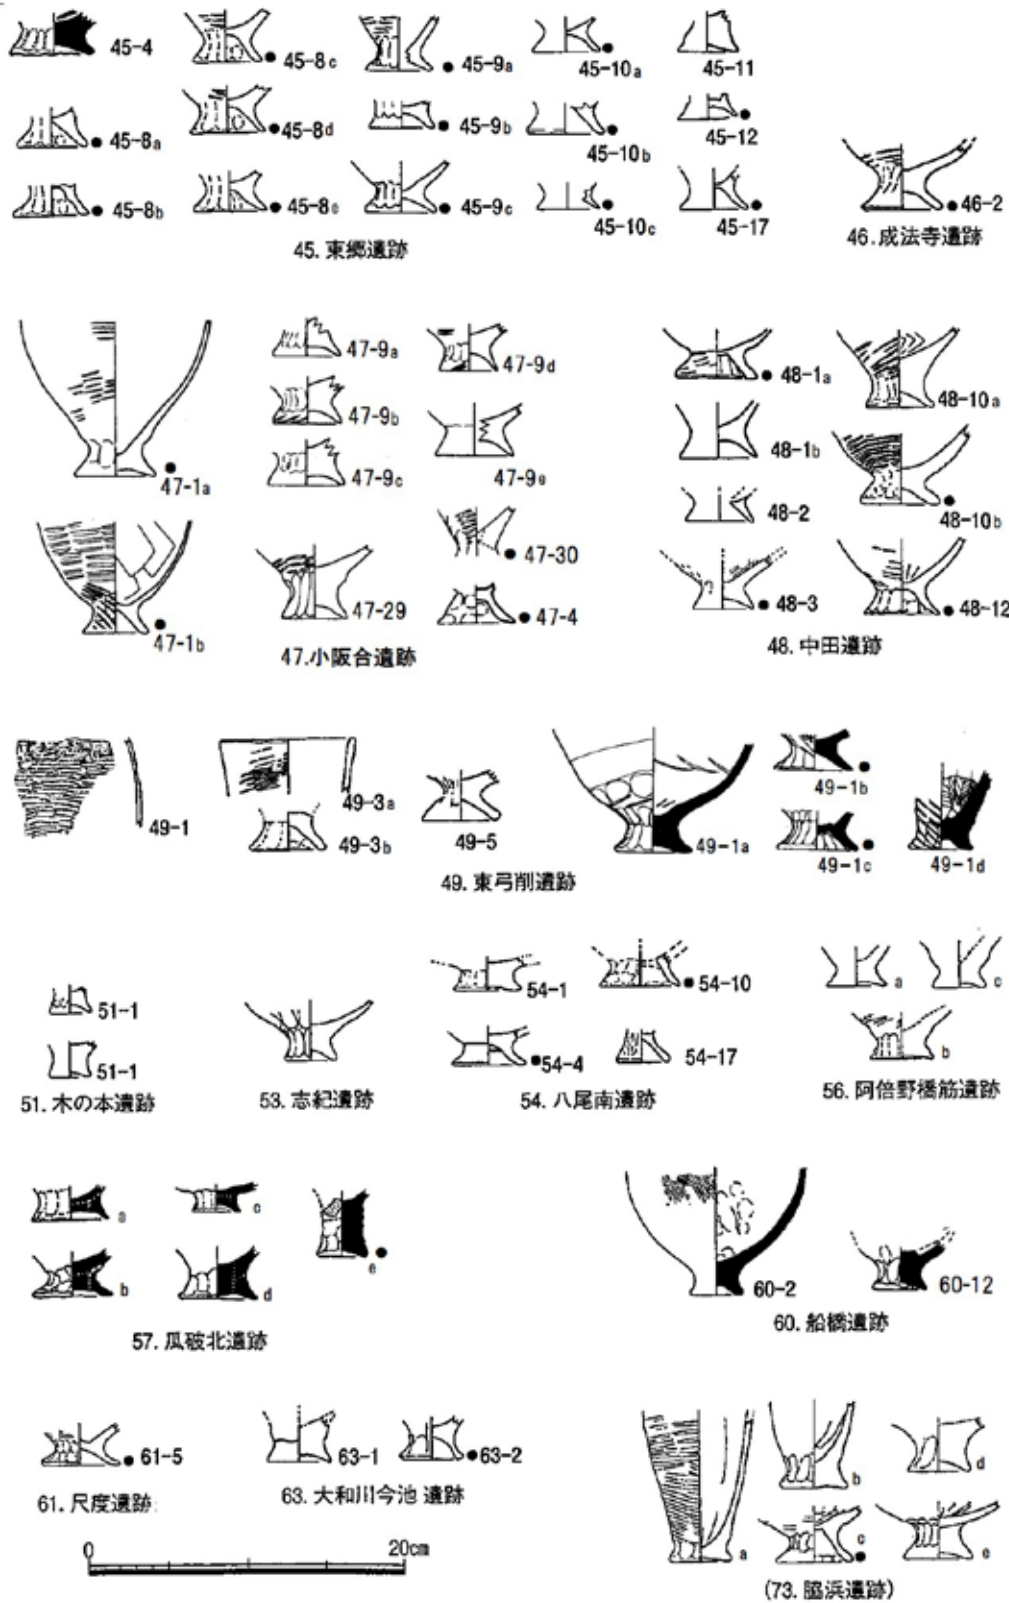 45-4
45-8c
45-9a
45-10a
45-11
45-8a
45-8d
45-9b
45-10b
45-12
45-8b
45-8e
45-9c
45-10c
45-17
46-2
45. 東郷遺跡
46. 成法寺遺跡
47-1a
47-9a
47-9d
47-9b
47-9c
47-9e
47-1b
47-29
47-30
47-4
47. 小阪合遺跡
48-1a
48-10a
48-1b
48-2
48-10b
48-3
48-12
48. 中田遺跡
49-1
49-3a
49-3b
49-5
49-1a
49-1b
49-1c
49-1d
49. 東弓削遺跡
51-1
51-1
51. 木の本遺跡
53. 志紀遺跡
54-1
54-10
54-4
54-17
54. 八尾南遺跡
a
c
b
56. 阿倍野橋筋遺跡
a
c
e
b
d
57. 瓜破北遺跡
60-2
60-12
60. 船橋遺跡
61-5
61. 尺度遺跡
63-1
63-2
63. 大和川今池 遺跡
a
b
d
c
e
(73. 脇浜遺跡)
0
20cm